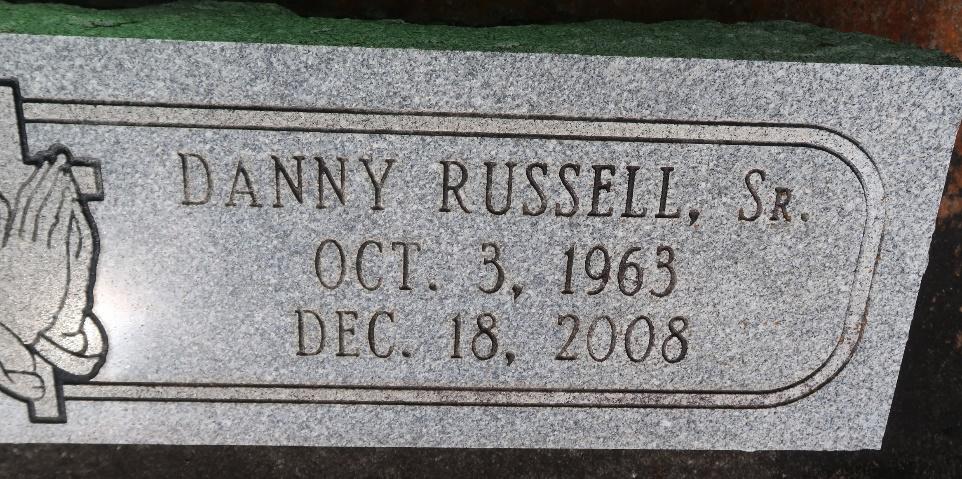 DANNY RUSSELL, SR.
OCT. 3, 1963
DEC. 18, 2008